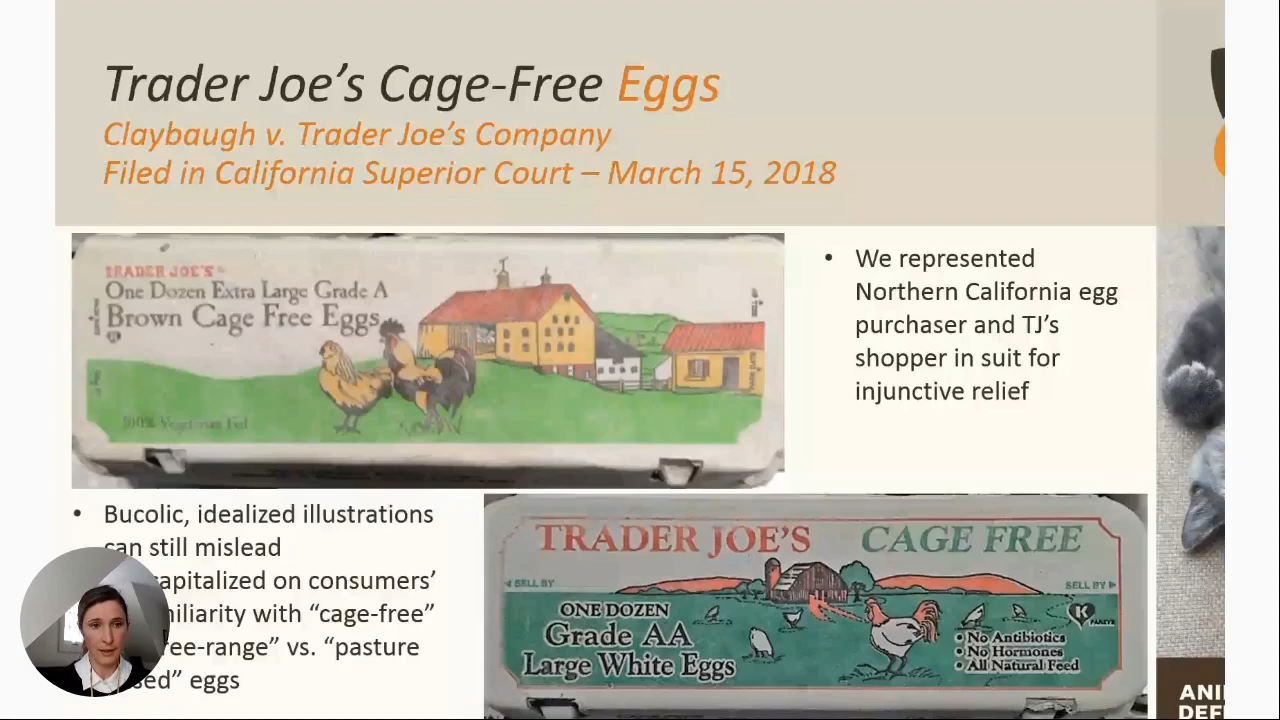 Trader Joe's Cage-Free Eggs
Claybaugh v. Trader Joe's Company
Filed in California Superior Court – March 15, 2018
TRADER JOE'S
One Dozen Extra Large Grade A
Brown Cage Free Eggs
100% Vegetarian Fed
• We represented
Northern California egg
purchaser and TJ's
shopper in suit for
injunctive relief
• Bucolic, idealized illustrations
can still mislead
capitalized on consumers'
miliarity with "cage-free"
ree-range" vs. "pasture
sed" eggs
TRADER JOE'S CAGE FREE
◄ SELL BY
SELL BY ►
ONE DOZEN
Grade AA
Large White Eggs
K
PAREVE
• No Antibiotics
• No Hormones
• All Natural Feed
ANI
DEF